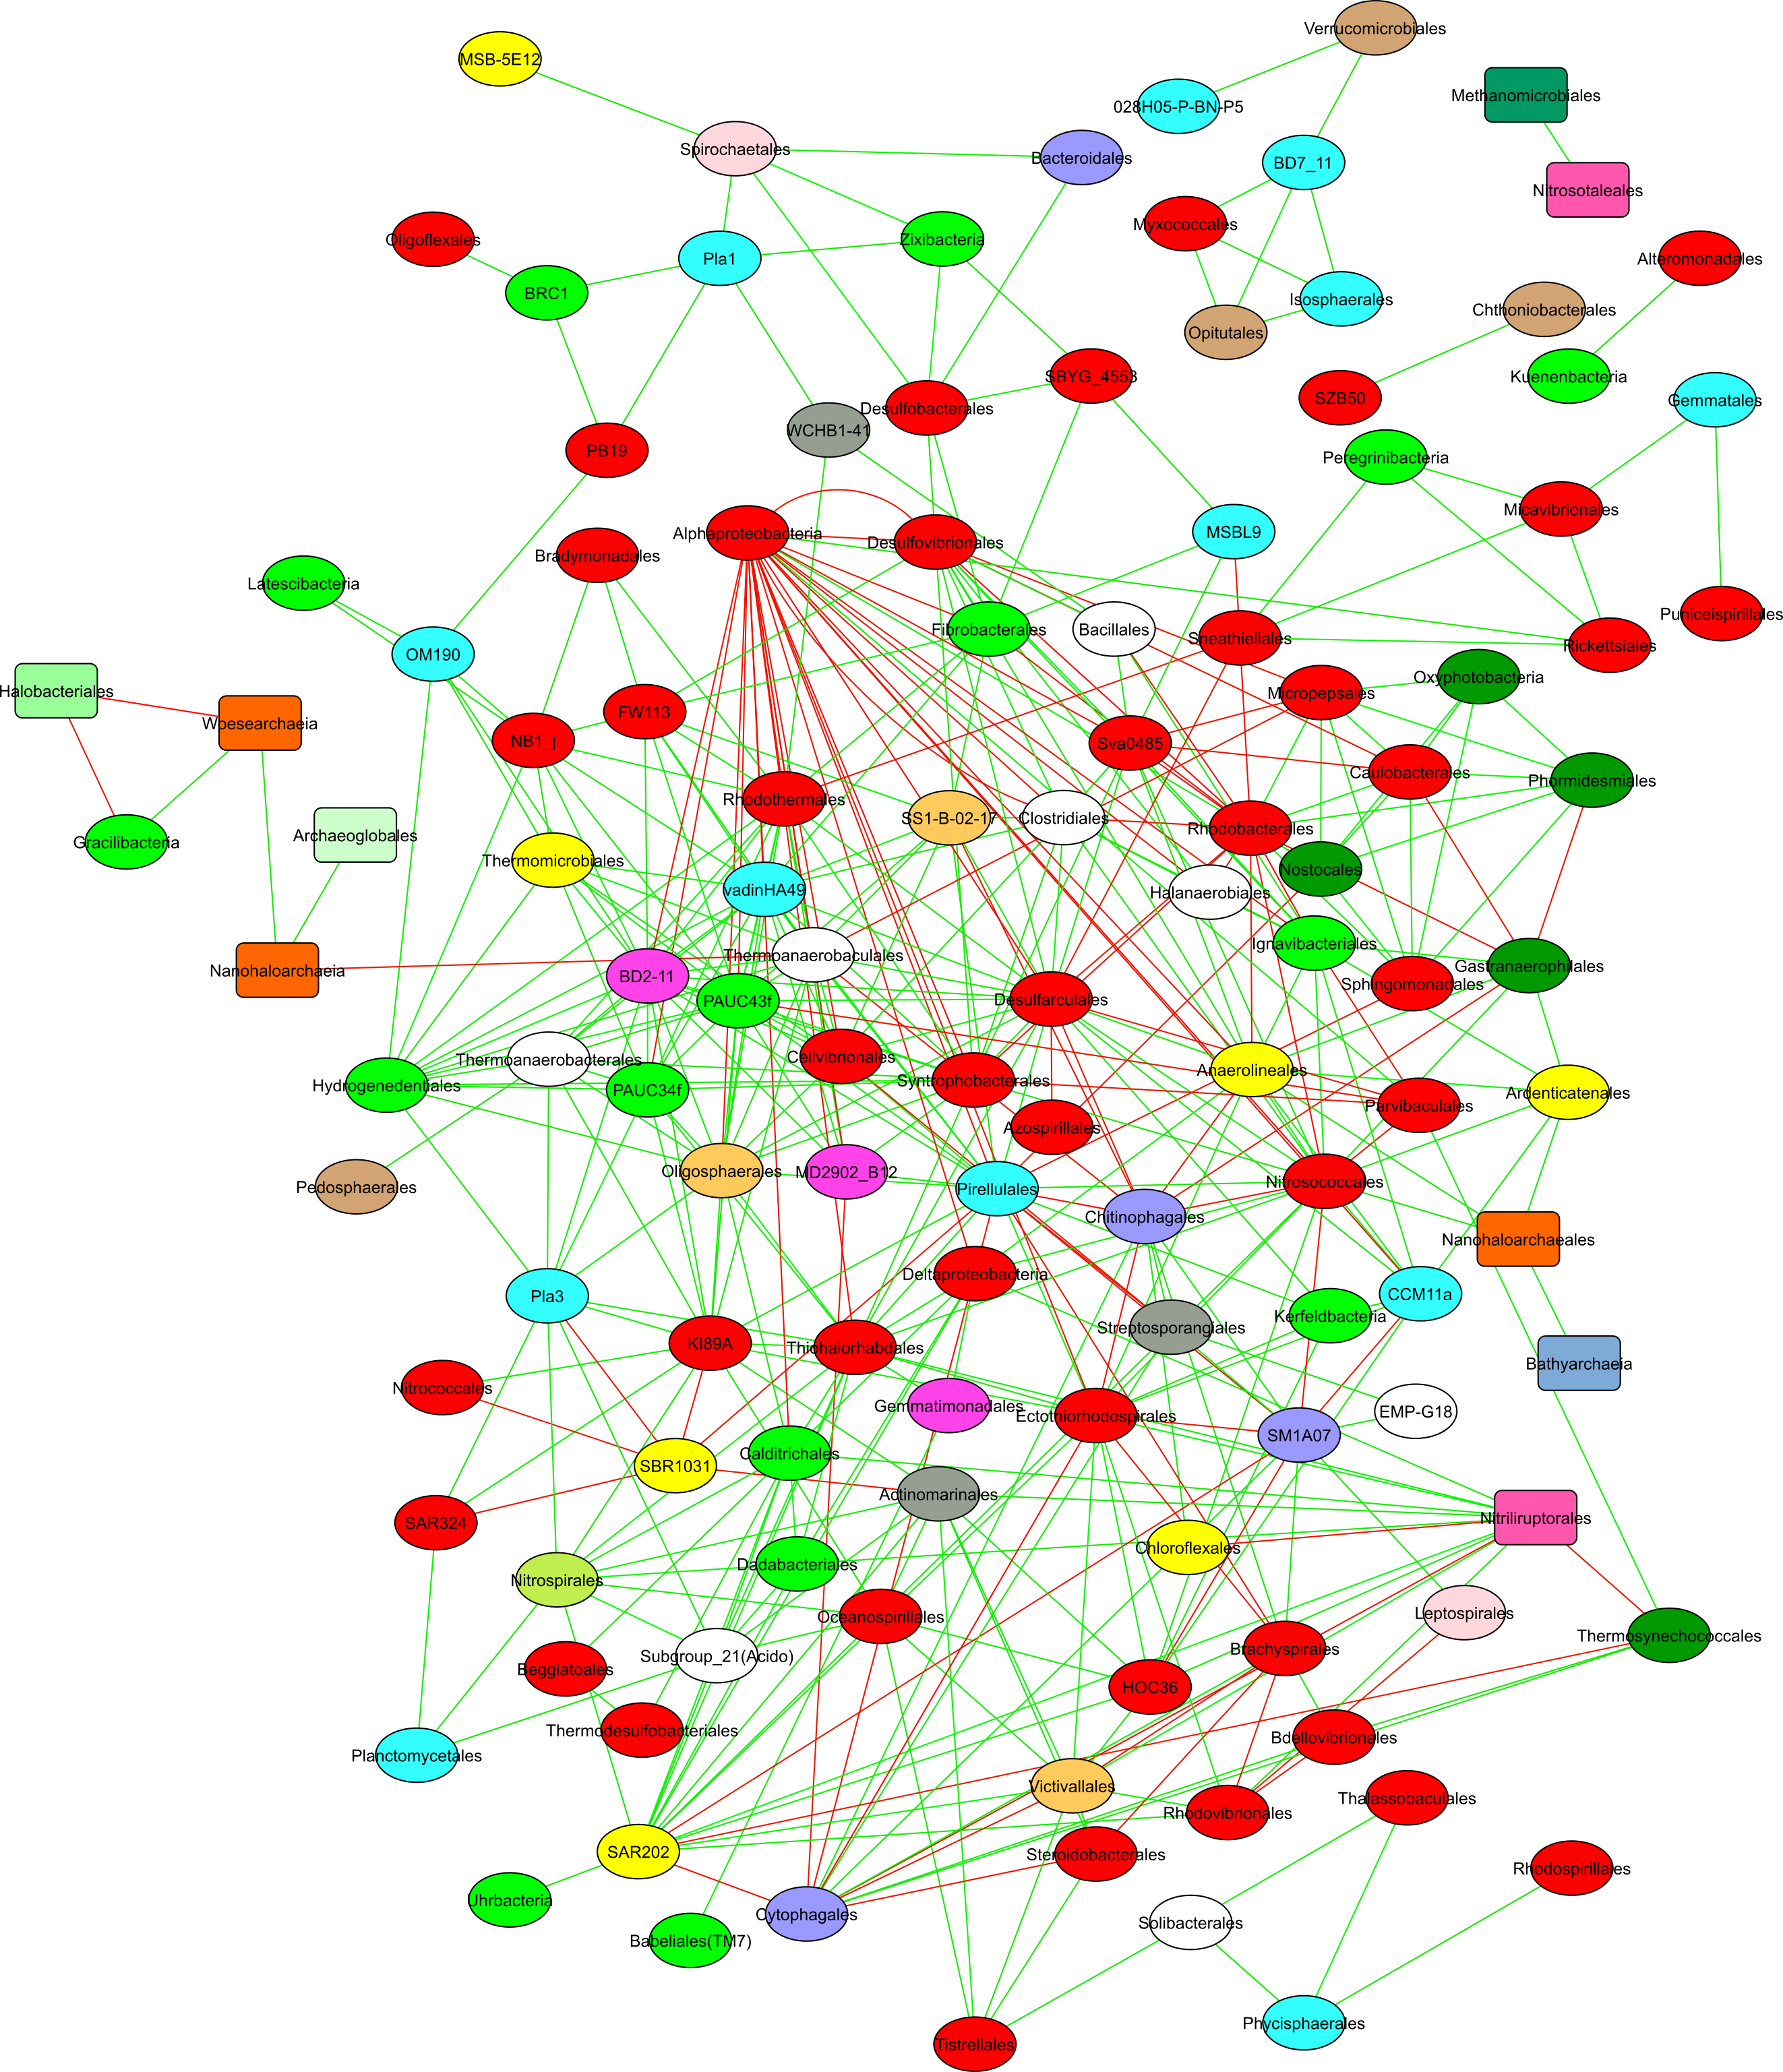 Verrucomicrobiales
MSB-5E12
Methanomicrobiales
028H05-P-BN-P5
Spirochaetales
Bacteroidales
BD7_11
Nitrosotaleales
Myxococcales
Oligoflexales
Zixibacteria
Pla1
Alteromonadales
BRC1
Isosphaerales
Chthoniobacterales
Opitutales
SBYG_4553
Kuenenbacteria
SZB50
Gemmatales
Desulfobacterales
WCHB1-41
PB19
Peregrinibacteria
Micavibrionales
Alphaproteobacteria
MSBL9
Desulfovibrionales
Bradymonadales
Latescibacteria
Puniceispirillales
Fibrobacterales
Bacillales
Sneathiellales
Rickettsiales
OM190
Oxyphotobacteria
Halobacteriales
Micropepsales
FW113
Woesearchaeia
NB1_j
Sva0485
Caulobacterales
Phormidesmiales
Rhodothermales
SS1-B-02-17
Clostridiales
Rhodobacterales
Archaeoglobales
Gracilibacteria
Thermomicrobiales
Nostocales
vadinHA49
Halanaerobiales
Ignavibacteriales
Thermoanaerobaculales
Gastranaerophilales
Nanohaloarchaeia
BD2-11
Sphingomonadales
PAUC43f
Desulfarculales
Cellvibrionales
Thermoanaerobacterales
Anaerolineales
Syntrophobacterales
Hydrogenedentiales
PAUC34f
Ardenticatenales
Parvibaculales
Azospirillales
Oligosphaerales
MD2902_B12
Nitrosococcales
Pedosphaerales
Pirellulales
Chitinophagales
Nanohaloarchaeales
Deltaproteobacteria
CCM11a
Pla3
Kerfeldbacteria
Streptosporangiales
KI89A
Thiohalorhabdales
Bathyarchaeia
Nitrococcales
Gemmatimonadales
EMP-G18
Ectothiorhodospirales
SM1A07
Calditrichales
SBR1031
Actinomarinales
Nitriliruptorales
SAR324
Chloroflexales
Dadabacteriales
Nitrospirales
Leptospirales
Oceanospirillales
Thermosynechococcales
Brachyspirales
Subgroup_21(Acido)
Beggiatoales
HOC36
Thermodesulfobacteriales
Bdellovibrionales
Planctomycetales
Victivallales
Thalassobaculales
Rhodovibrionales
SAR202
Steroidobacterales
Rhodospirillales
Uhrbacteria
Cytophagales
Solibacterales
Babeliales(TM7)
Phycisphaerales
Tistrellales